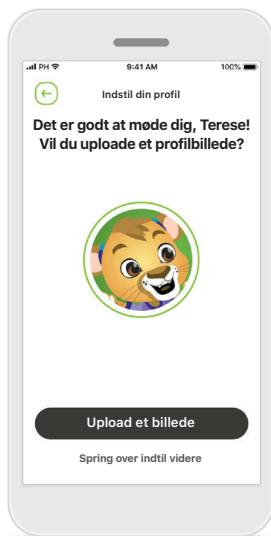 PH 9:41 AM 100%
Indstil din profil
Det er godt at møde dig, Terese!
Vil du uploade et profilbillede?
Upload et billede
Spring over indtil videre